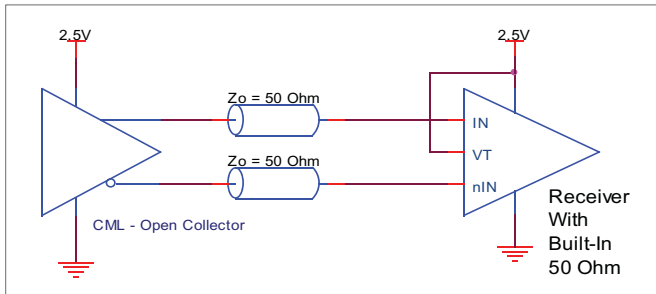 2.5V
2.5V
Zo = 50 Ohm
IN
VT
Zo = 50 Ohm
nIN
CML - Open Collector
Receiver
With
Built-In
50 Ohm